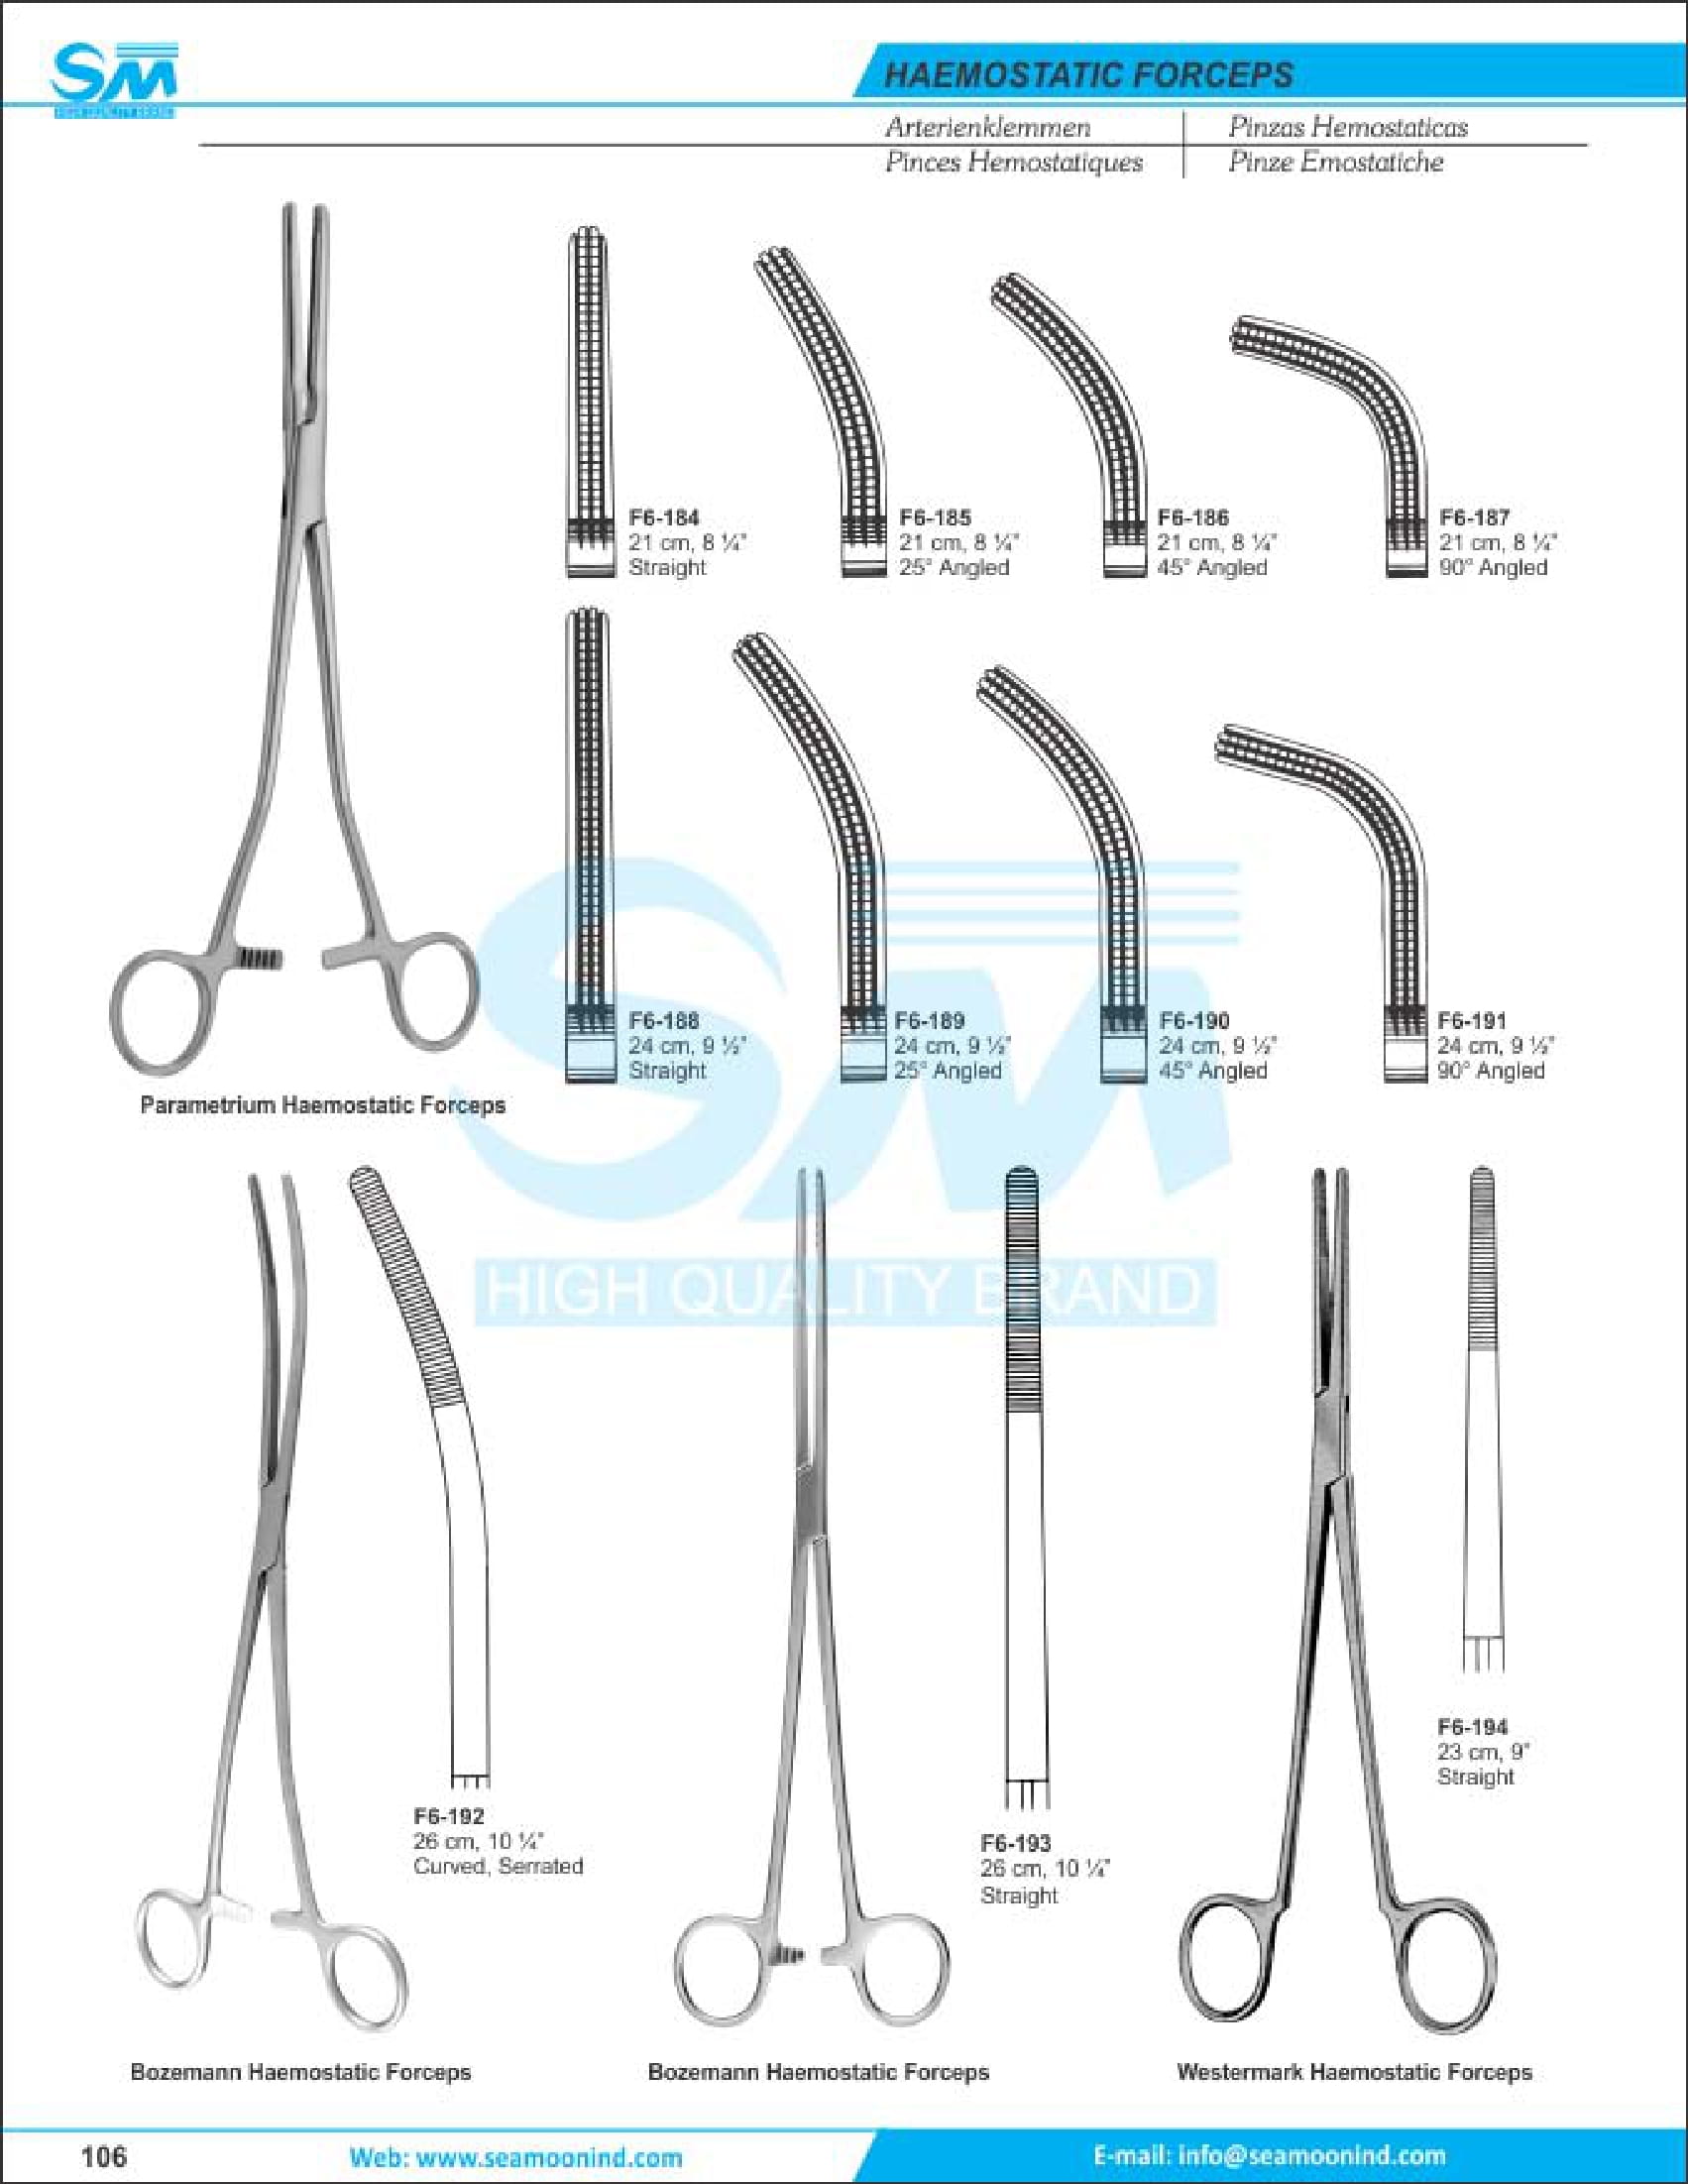 SM
HAEMOSTATIC FORCEPS
Arterienklemmen
Pinzas Hemostaticas
Pinces Hemostatiques
Pinze Emostatiche
F6-184
21 cm, 8 ¼"
Straight
F6-185
21 cm, 8 ¼"
25° Angled
F6-186
21 cm, 8 ¼"
45° Angled
F6-187
21 cm, 8 ¼"
90° Angled
F6-188
24 cm, 9 ½"
Straight
F6-189
24 cm, 9 ½"
25° Angled
F6-190
24 cm, 9 ½"
45° Angled
F6-191
24 cm, 9 ½"
90° Angled
Parametrium Haemostatic Forceps
SM
HIGH QUALITY BRAND
F6-192
26 cm, 10 ¼"
Curved, Serrated
F6-193
26 cm, 10 ¼"
Straight
F6-194
23 cm, 9"
Straight
Bozemann Haemostatic Forceps
Bozemann Haemostatic Forceps
Westermark Haemostatic Forceps
106
Web: www.seamoonind.com
E-mail: info@seamoonind.com